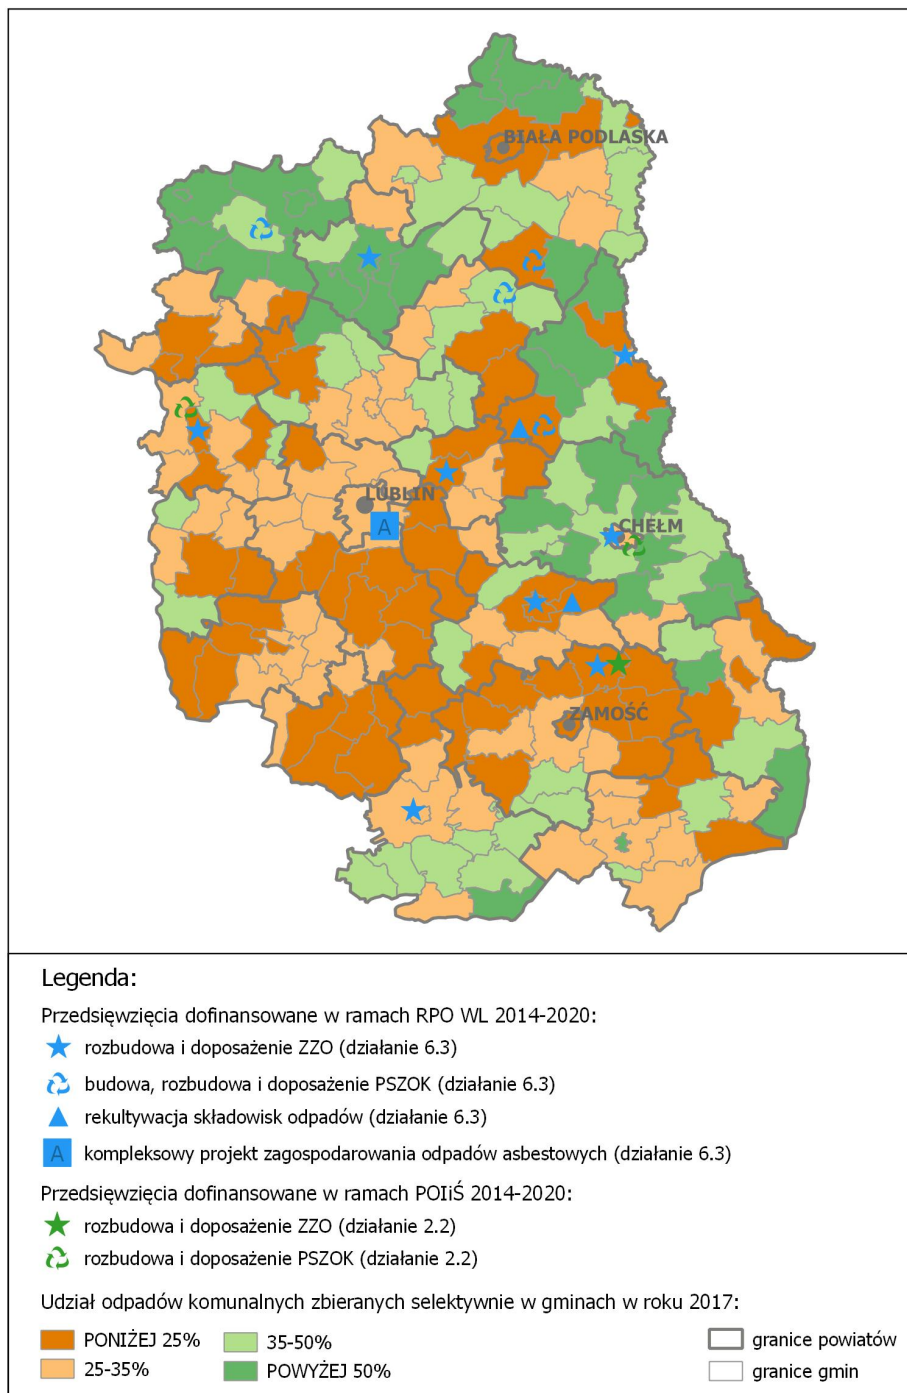 BIAŁA PODLASKA
LUBLIN
A
CHEŁM
ZAMOŚĆ
Legenda:
Przedsięwzięcia dofinansowane w ramach RPO WL 2014-2020:
rozbudowa i doposażenie ZZO (działanie 6.3)
budowa, rozbudowa i doposażenie PSZOK (działanie 6.3)
rekultywacja składowisk odpadów (działanie 6.3)
A kompleksowy projekt zagospodarowania odpadów asbestowych (działanie 6.3)
Przedsięwzięcia dofinansowane w ramach POIiŚ 2014-2020:
rozbudowa i doposażenie ZZO (działanie 2.2)
rozbudowa i doposażenie PSZOK (działanie 2.2)
Udział odpadów komunalnych zbieranych selektywnie w gminach w roku 2017:
PONIŻEJ 25% 35-50% granice powiatów
25-35% POWYŻEJ 50% granice gmin